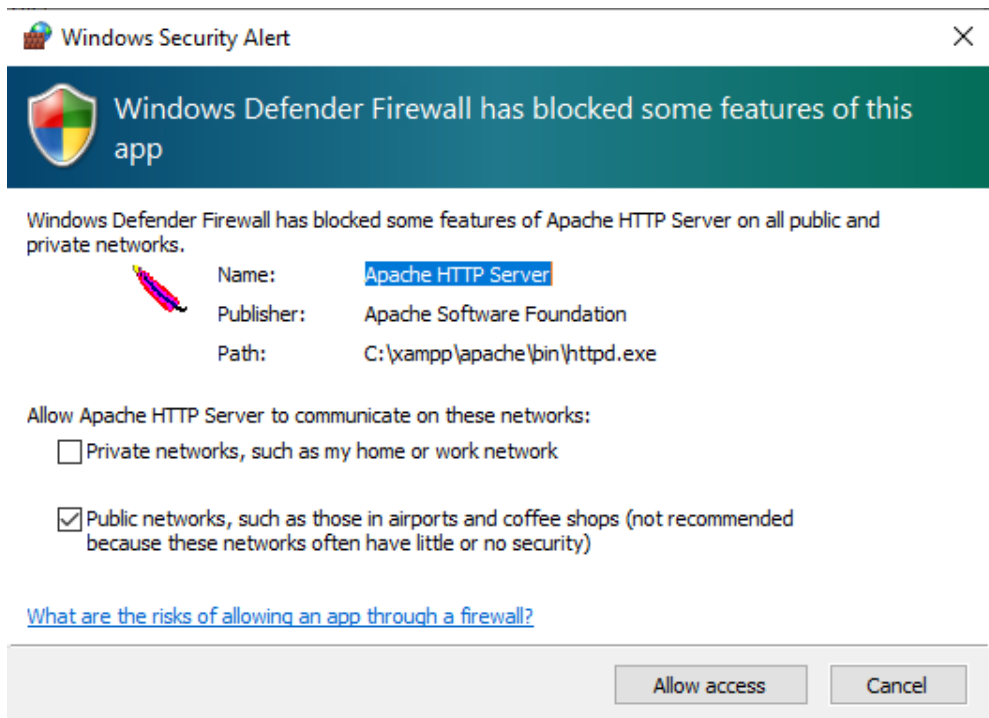 Windows Security Alert
Windows Defender Firewall has blocked some features of this
app
Windows Defender Firewall has blocked some features of Apache HTTP Server on all public and
private networks.
Name: Apache HTTP Server
Publisher: Apache Software Foundation
Path: C:\xampp\apache\bin\httpd.exe
Allow Apache HTTP Server to communicate on these networks:
Private networks, such as my home or work network
Public networks, such as those in airports and coffee shops (not recommended
because these networks often have little or no security)
What are the risks of allowing an app through a firewall?
Allow access Cancel